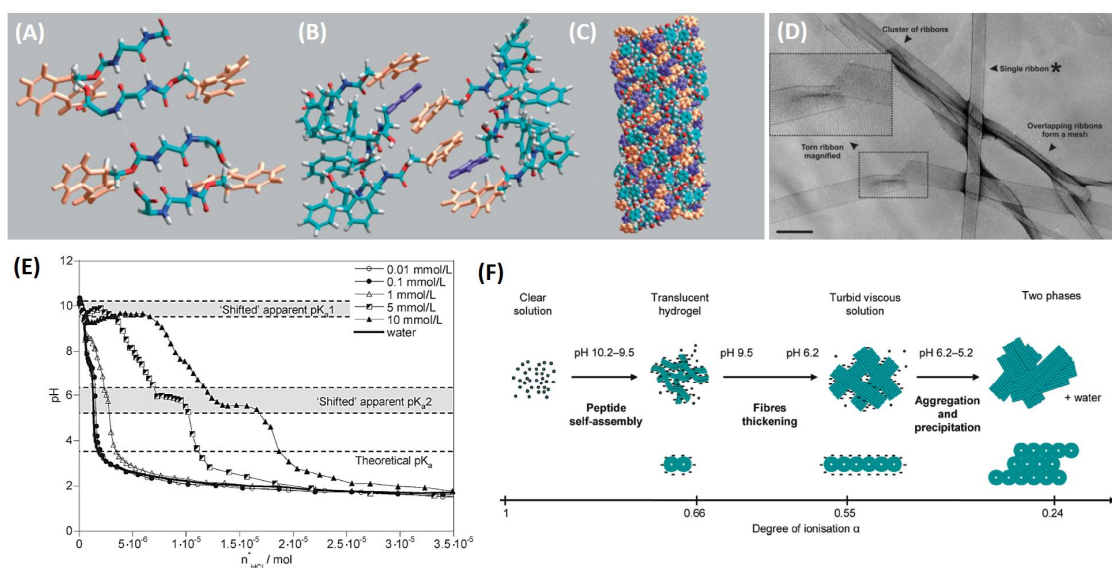 (A)
(B)
(C)
(D)
Cluster of ribbons
Single ribbon *
Overlapping ribbons
form a mesh
Torn ribbon
magnified
(E)
12
10
8
6
4
2
0
pH
0.01 mmol/L
0.1 mmol/L
1 mmol/L
5 mmol/L
10 mmol/L
water
'Shifted' apparent pKa1
'Shifted' apparent pKa2
Theoretical pKa
0
5·10⁻⁶
1·10⁻⁵
1.5·10⁻⁵
2·10⁻⁵
2.5·10⁻⁵
3·10⁻⁵
3.5·10⁻⁵
n*HCl / mol
(F)
Clear
solution
Translucent
hydrogel
Turbid viscous
solution
Two phases
pH 10.2–9.5
pH 9.5
pH 6.2
pH 6.2–5.2
Peptide
self-assembly
Fibres
thickening
Aggregation
and
precipitation
+ water
1
0.66
0.55
0.24
Degree of ionisation α